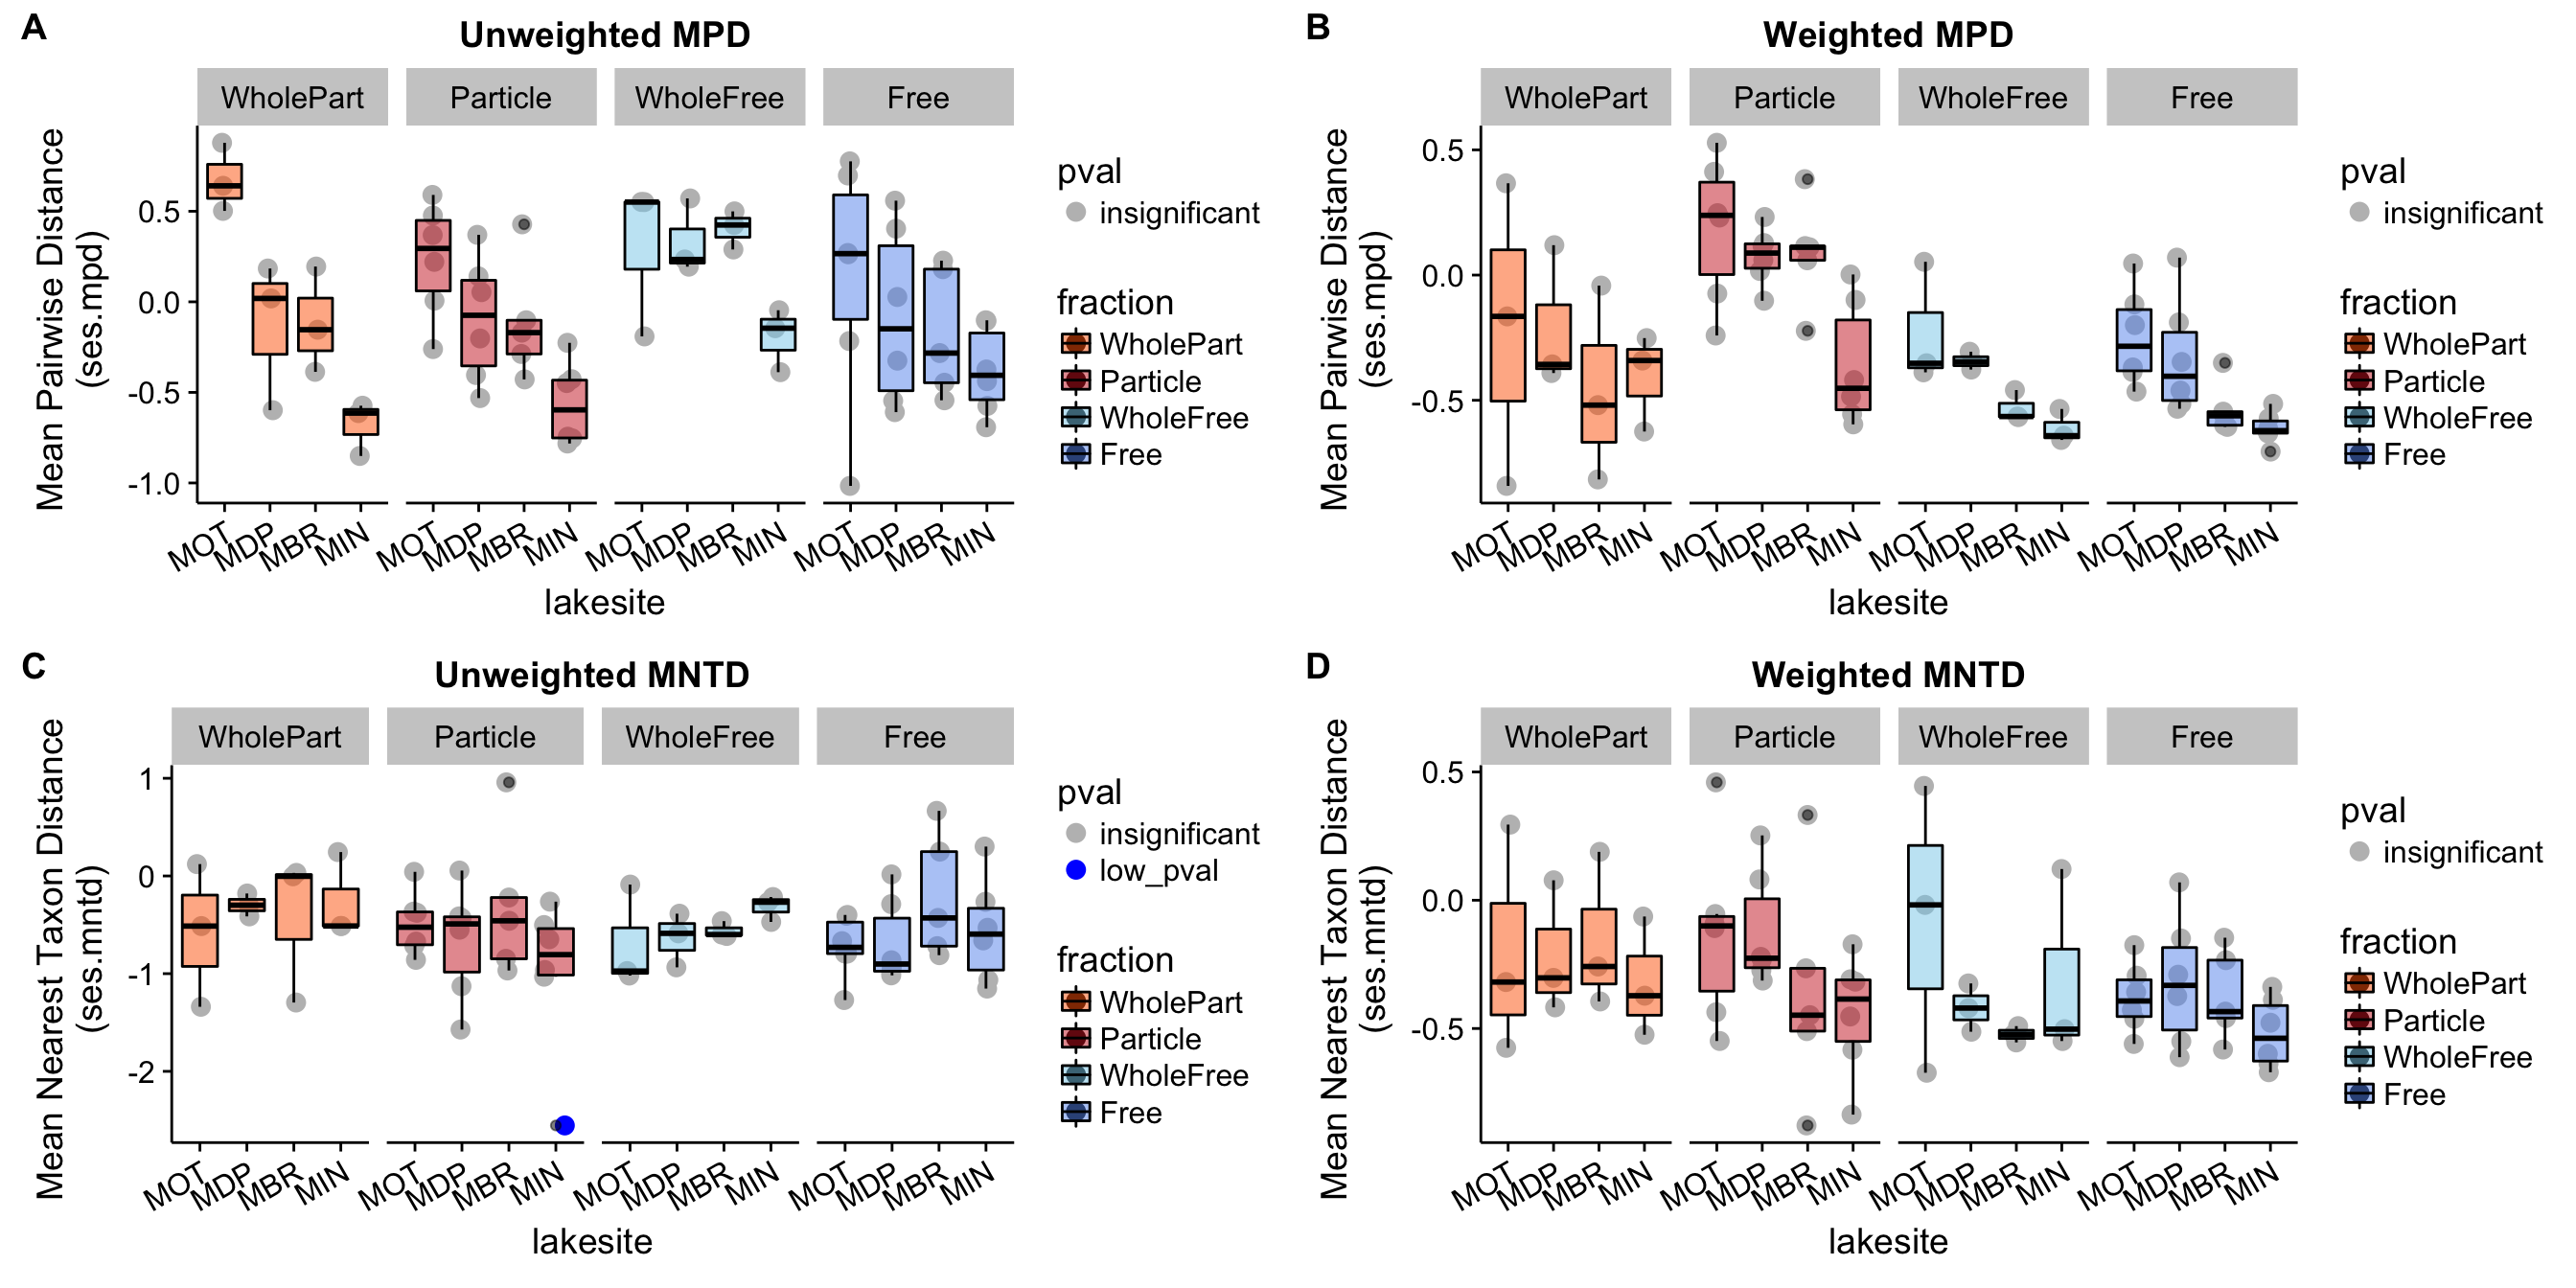 A
Unweighted MPD
WholePart Particle WholeFree Free
Mean Pairwise Distance
(ses.mpd)
0.5
0.0
-0.5
-1.0
MOT MDP MBR MIN MOT MDP MBR MIN MOT MDP MBR MIN MOT MDP MBR MIN
lakesite
pval
insignificant
fraction
WholePart
Particle
WholeFree
Free
B
Weighted MPD
WholePart Particle WholeFree Free
Mean Pairwise Distance
(ses.mpd)
0.5
0.0
-0.5
MOT MDP MBR MIN MOT MDP MBR MIN MOT MDP MBR MIN MOT MDP MBR MIN
lakesite
pval
insignificant
fraction
WholePart
Particle
WholeFree
Free
C
Unweighted MNTD
WholePart Particle WholeFree Free
Mean Nearest Taxon Distance
(ses.mntd)
1
0
-1
-2
MOT MDP MBR MIN MOT MDP MBR MIN MOT MDP MBR MIN MOT MDP MBR MIN
lakesite
pval
insignificant
low_pval
fraction
WholePart
Particle
WholeFree
Free
D
Weighted MNTD
WholePart Particle WholeFree Free
Mean Nearest Taxon Distance
(ses.mntd)
0.5
0.0
-0.5
MOT MDP MBR MIN MOT MDP MBR MIN MOT MDP MBR MIN MOT MDP MBR MIN
lakesite
pval
insignificant
fraction
WholePart
Particle
WholeFree
Free